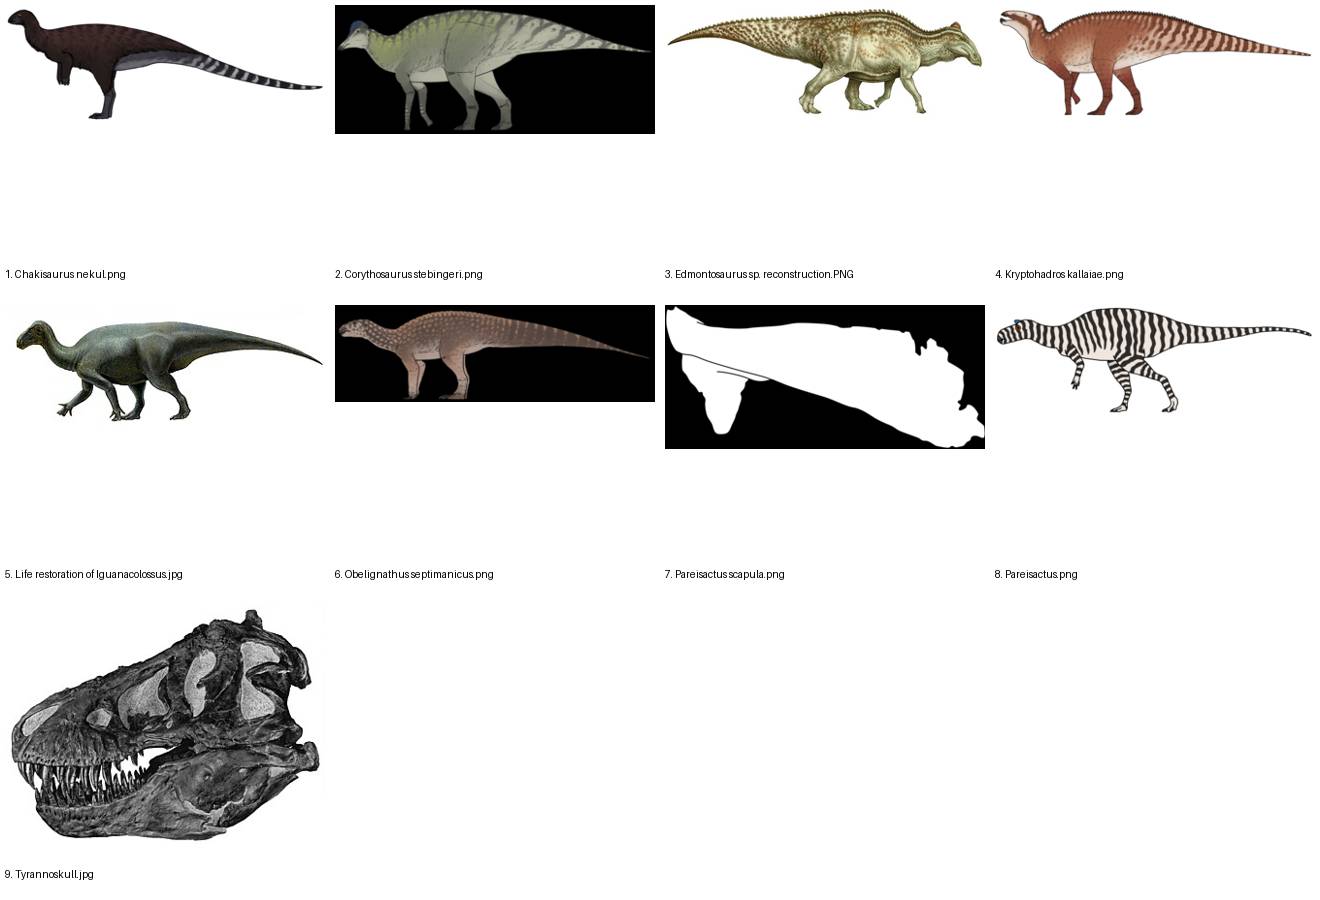 1. Chakisaurus nekul.png
2. Corythosaurus stebingeri.png
3. Edmontosaurus sp. reconstruction.PNG
4. Kryptohadros kallaiae.png
5. Life restoration of Iguanacolossus.jpg
6. Obelignathus septimanicus.png
7. Pareisactus scapula.png
8. Pareisactus.png
9. Tyrannoskull.jpg